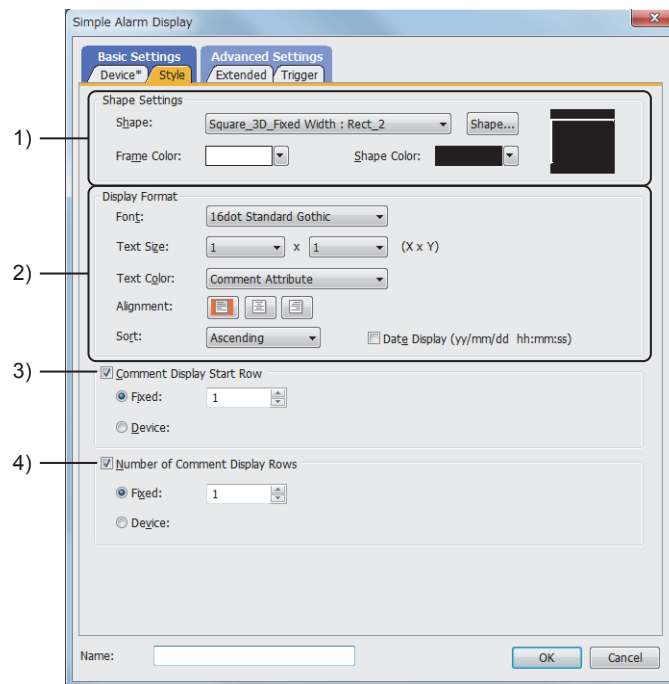 Simple Alarm Display
Basic Settings Advanced Settings
Device* Style Extended Trigger
1)
Shape Settings
Shape: Square_3D_Fixed Width : Rect_2 Shape...
Frame Color: Shape Color:
2)
Display Format
Font: 16dot Standard Gothic
Text Size: 1 x 1 (X x Y)
Text Color: Comment Attribute
Alignment:
Sort: Ascending Date Display (yy/mm/dd hh:mm:ss)
3) Comment Display Start Row
Fixed: 1
Device:
4) Number of Comment Display Rows
Fixed: 1
Device:
Name: OK Cancel